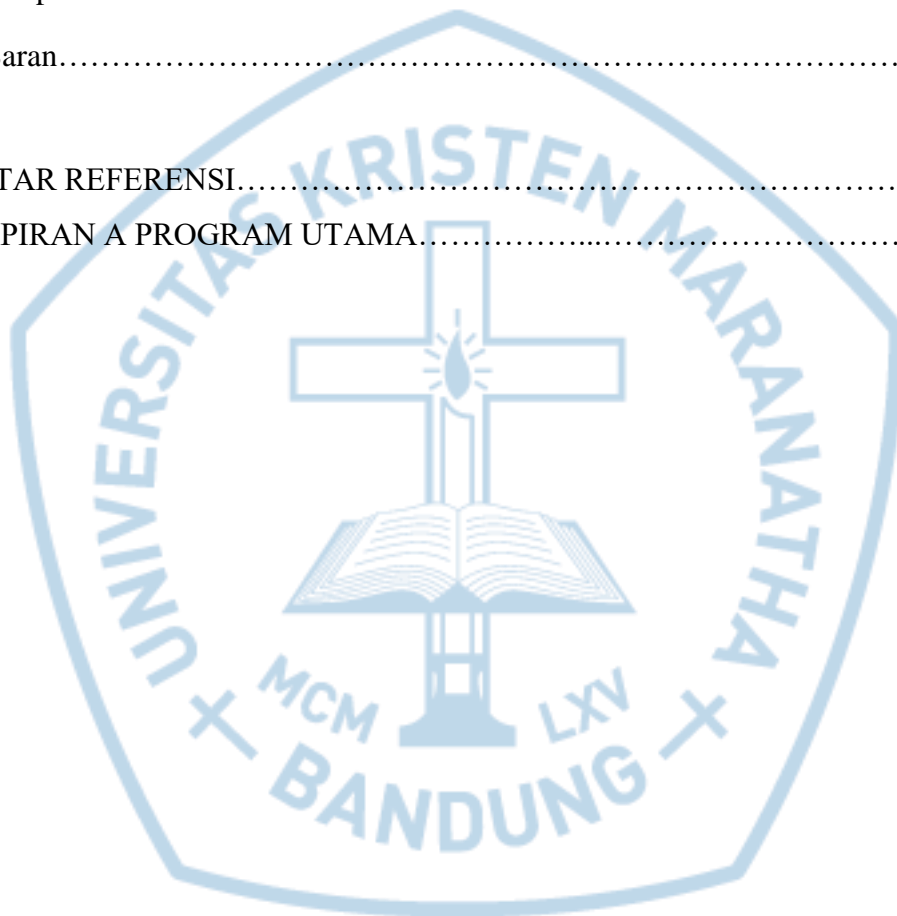 aran………………………………………………………………………….
TAR REFERENSI…………………………………………………….
PIRAN A PROGRAM UTAMA……………...……………………….
UNIVERSITAS KRISTEN MARANATHA
MCM LXV
BANDUNG